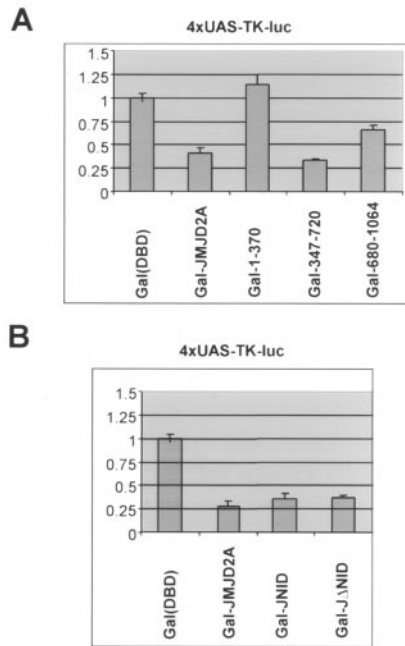 A
4xUAS-TK-luc
1.5
1.25
1
0.75
0.5
0.25
0
Gal(DBD)
Gal-JMJD2A
Gal-1-370
Gal-347-720
Gal-680-1064
B
4xUAS-TK-luc
1.5
1.25
1
0.75
0.5
0.25
0
Gal(DBD)
Gal-JMJD2A
Gal-JNID
Gal-JΔNID